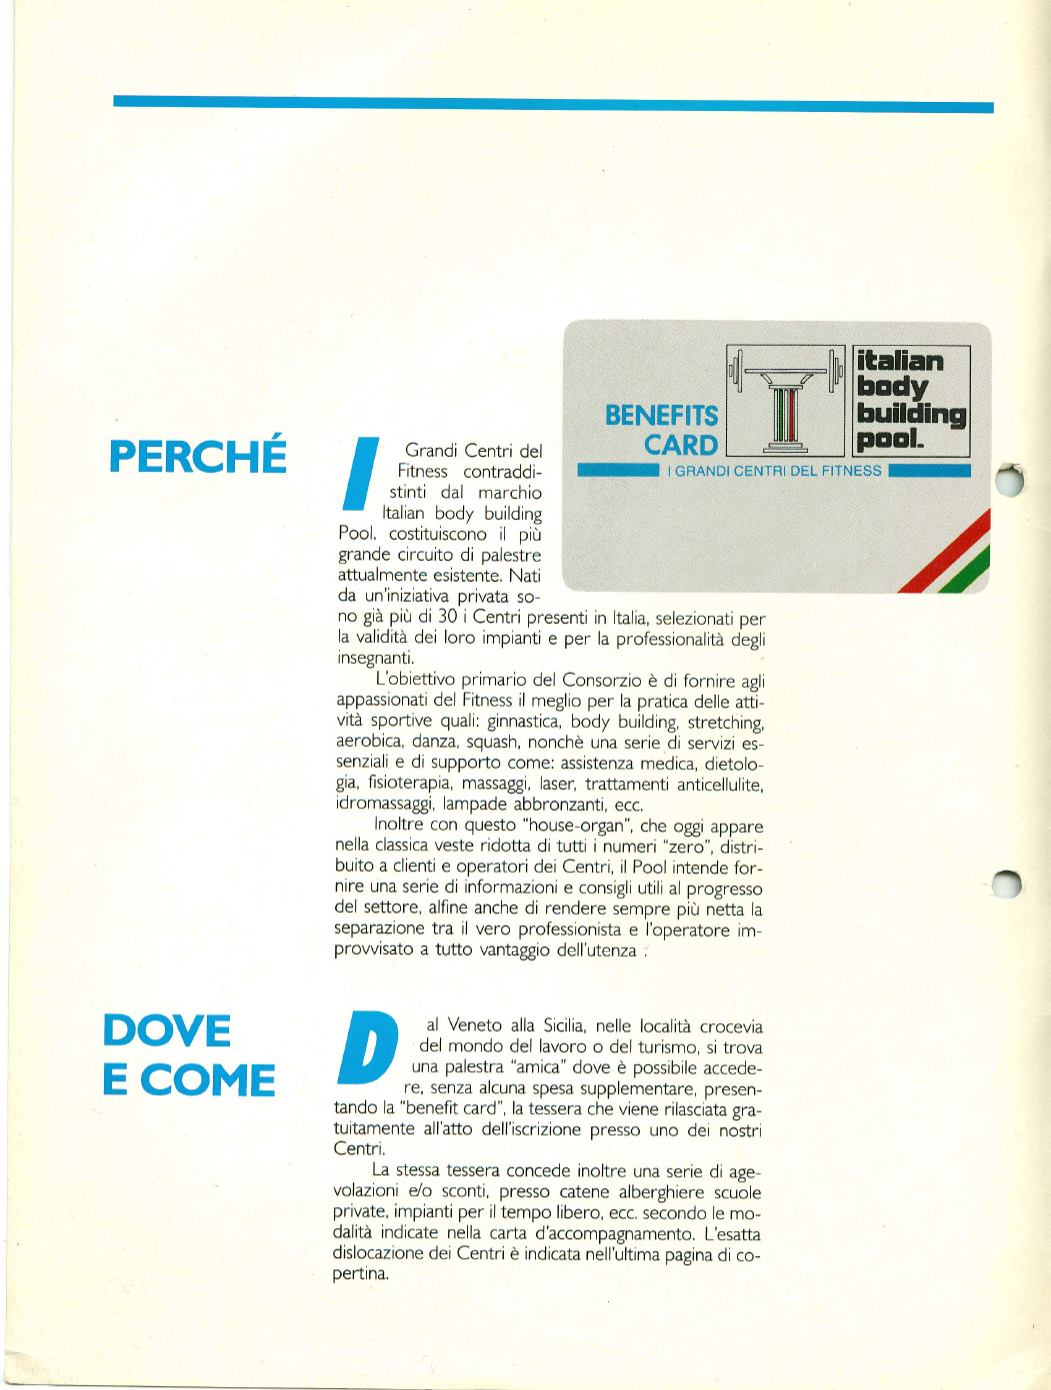 italian
body
building
pool.
BENEFITS
CARD
I GRANDI CENTRI DEL FITNESS
PERCHÉ
I Grandi Centri del
Fitness contraddi-
stinti dal marchio
Italian body building
Pool. costituiscono il più
grande circuito di palestre
attualmente esistente. Nati
da un'iniziativa privata so-
no già più di 30 i Centri presenti in Italia, selezionati per
la validità dei loro impianti e per la professionalità degli
insegnanti.
L'obiettivo primario del Consorzio è di fornire agli
appassionati del Fitness il meglio per la pratica delle atti-
vità sportive quali: ginnastica, body building, stretching,
aerobica, danza, squash, nonchè una serie di servizi es-
senziali e di supporto come: assistenza medica, dietolo-
gia, fisioterapia, massaggi, laser, trattamenti anticellulite,
idromassaggi, lampade abbronzanti, ecc.
Inoltre con questo "house-organ", che oggi appare
nella classica veste ridotta di tutti i numeri "zero", distri-
buito a clienti e operatori dei Centri, il Pool intende for-
nire una serie di informazioni e consigli utili al progresso
del settore, alfine anche di rendere sempre più netta la
separazione tra il vero professionista e l'operatore im-
provvisato a tutto vantaggio dell'utenza .
DOVE
E COME
Dal Veneto alla Sicilia, nelle località crocevia
del mondo del lavoro o del turismo, si trova
una palestra "amica" dove è possibile accede-
re, senza alcuna spesa supplementare, presen-
tando la "benefit card", la tessera che viene rilasciata gra-
tuitamente all'atto dell'iscrizione presso uno dei nostri
Centri.
La stessa tessera concede inoltre una serie di age-
volazioni e/o sconti, presso catene alberghiere scuole
private, impianti per il tempo libero, ecc. secondo le mo-
dalità indicate nella carta d'accompagnamento. L'esatta
dislocazione dei Centri è indicata nell'ultima pagina di co-
pertina.